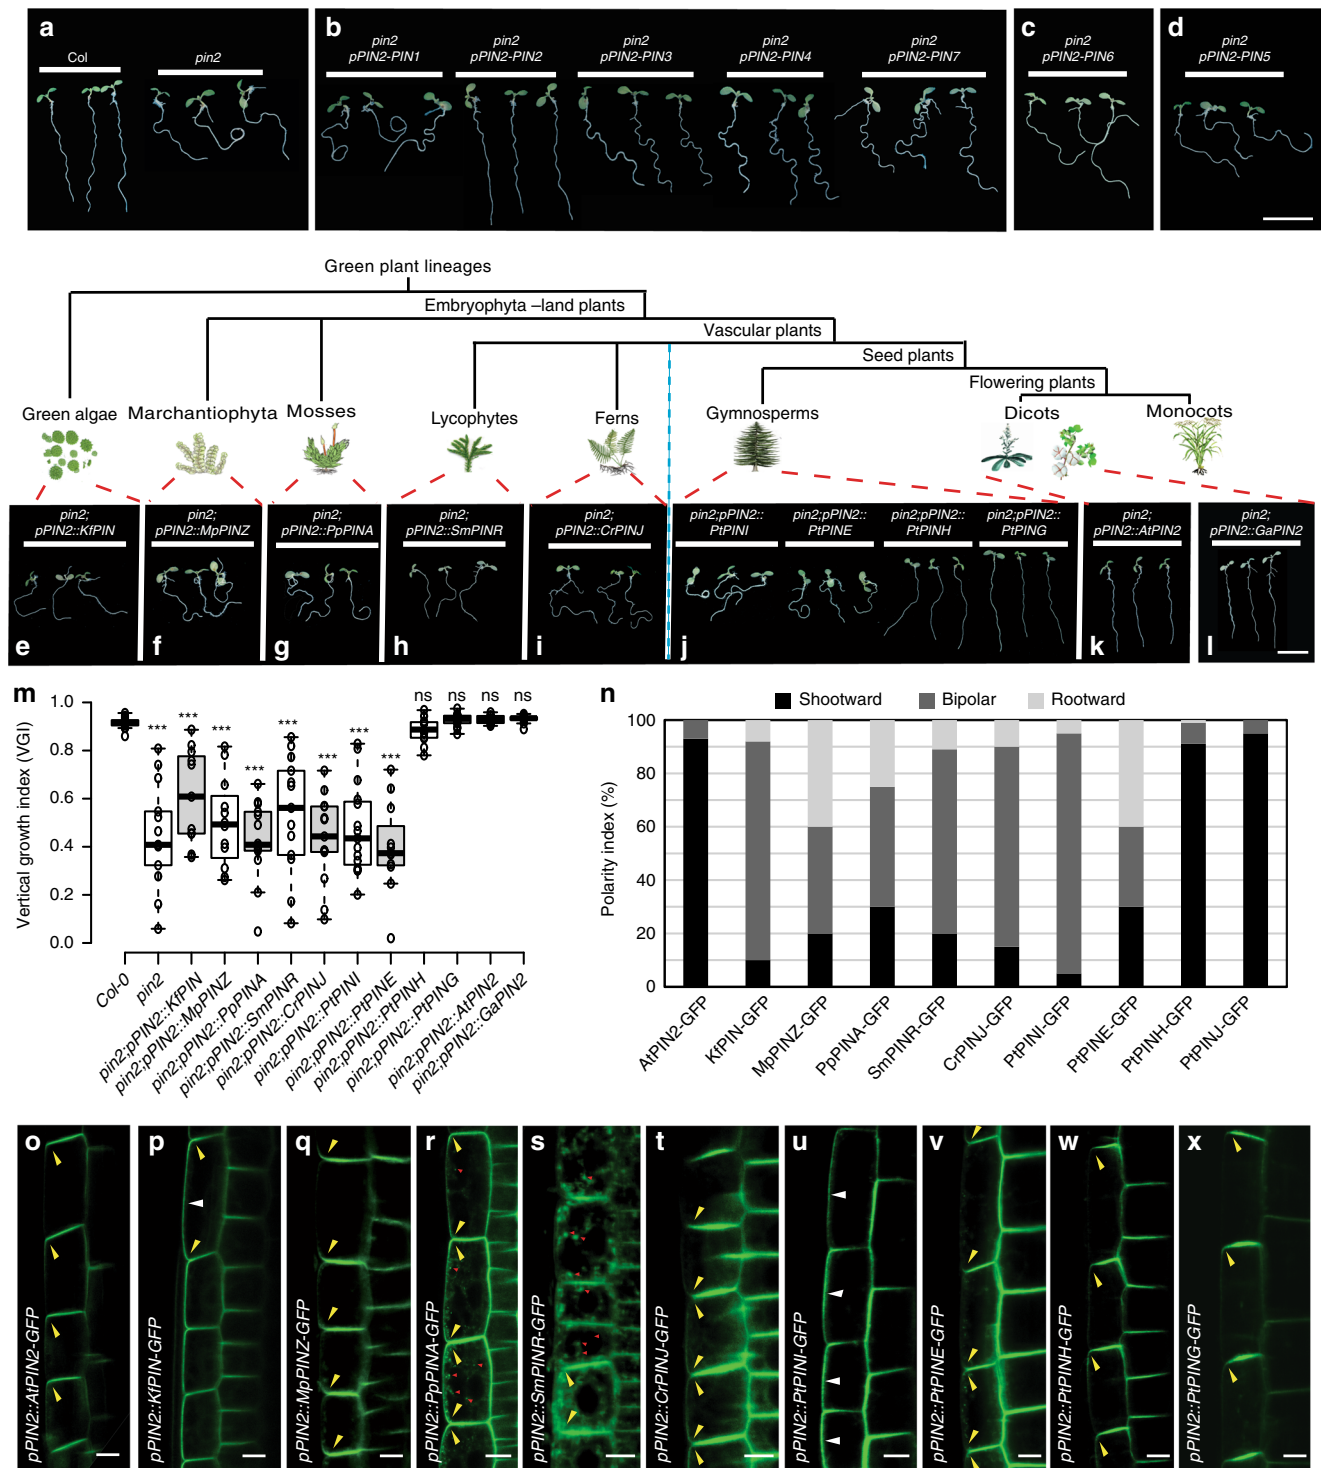 a
Col
pin2
b
pin2
pPIN2-PIN1
pin2
pPIN2-PIN2
pin2
pPIN2-PIN3
pin2
pPIN2-PIN4
pin2
pPIN2-PIN7
c
pin2
pPIN2-PIN6
d
pin2
pPIN2-PIN5
Green plant lineages
Embryophyta –land plants
Vascular plants
Seed plants
Flowering plants
Green algae
Marchantiophyta
Mosses
Lycophytes
Ferns
Gymnosperms
Dicots
Monocots
pin2;
pPIN2::KfPIN
e
pin2;
pPIN2::MpPINZ
f
pin2;
pPIN2::PpPINA
g
pin2;
pPIN2::SmPINR
h
pin2;
pPIN2::CrPINJ
i
pin2;pPIN2::
PtPINI
pin2;pPIN2::
PtPINE
pin2;pPIN2::
PtPINH
pin2;pPIN2::
PtPING
j
pin2;
pPIN2::AtPIN2
k
pin2;
pPIN2::GaPIN2
l
m
Vertical growth index (VGI)
1.0
0.8
0.6
0.4
0.2
0.0
***
***
***
***
***
***
***
***
ns
ns
ns
ns
Col-0
pin2
pin2;pPIN2::KfPIN
pin2;pPIN2::MpPINZ
pin2;pPIN2::PpPINA
pin2;pPIN2::SmPINR
pin2;pPIN2::CrPINJ
pin2;pPIN2::PtPINI
pin2;pPIN2::PtPINE
pin2;pPIN2::PtPINH
pin2;pPIN2::PtPING
pin2;pPIN2::AtPIN2
pin2;pPIN2::GaPIN2
n
Shootward
Bipolar
Rootward
Polarity index (%)
100
80
60
40
20
0
AtPIN2-GFP
KfPIN-GFP
MpPINZ-GFP
PpPINA-GFP
SmPINR-GFP
CrPINJ-GFP
PtPINI-GFP
PtPINE-GFP
PtPINH-GFP
PtPINJ-GFP
o
pPIN2::AtPIN2-GFP
p
pPIN2::KfPIN-GFP
q
pPIN2::MpPINZ-GFP
r
pPIN2::PpPINA-GFP
s
pPIN2::SmPINR-GFP
t
pPIN2::CrPINJ-GFP
u
pPIN2::PtPINI-GFP
v
pPIN2::PtPINE-GFP
w
pPIN2::PtPINH-GFP
x
pPIN2::PtPING-GFP